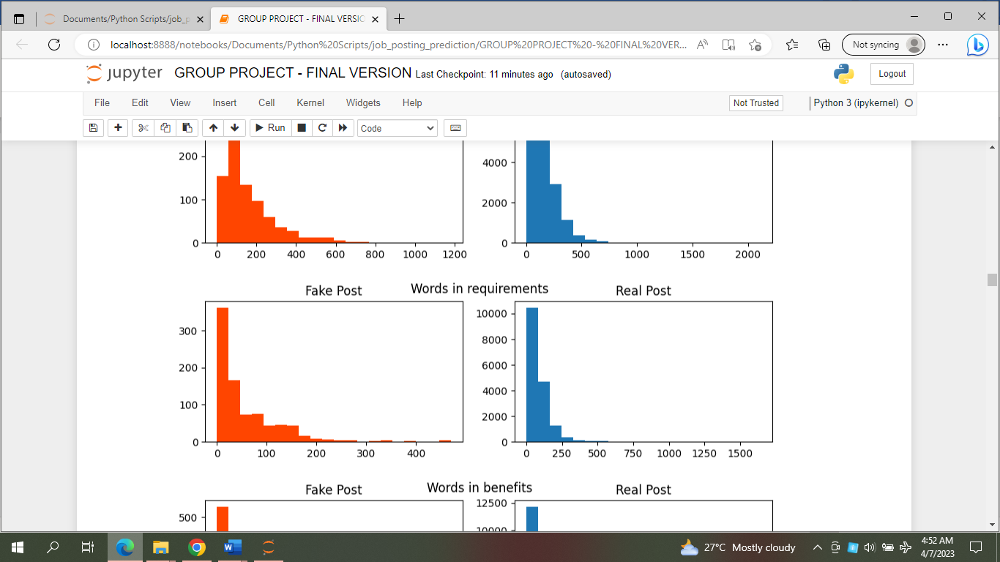 Documents/Python Scripts/job_p
GROUP PROJECT - FINAL VERSIO
localhost:8888/notebooks/Documents/Python%20Scripts/job_posting_prediction/GROUP%20PROJECT%20-%20FINAL%20VER...
Not syncing
jupyter GROUP PROJECT - FINAL VERSION Last Checkpoint: 11 minutes ago (autosaved)
Logout
File Edit View Insert Cell Kernel Widgets Help
Not Trusted
Python 3 (ipykernel)
Run
Code
200
100
0
0 200 400 600 800 1000 1200
4000
2000
0
0 500 1000 1500 2000
Words in requirements
Fake Post
300
200
100
0
0 100 200 300 400
Real Post
10000
8000
6000
4000
2000
0
0 250 500 750 1000 1250 1500
Words in benefits
Fake Post
500
Real Post
12500
10000
27°C Mostly cloudy
4:52 AM
4/7/2023